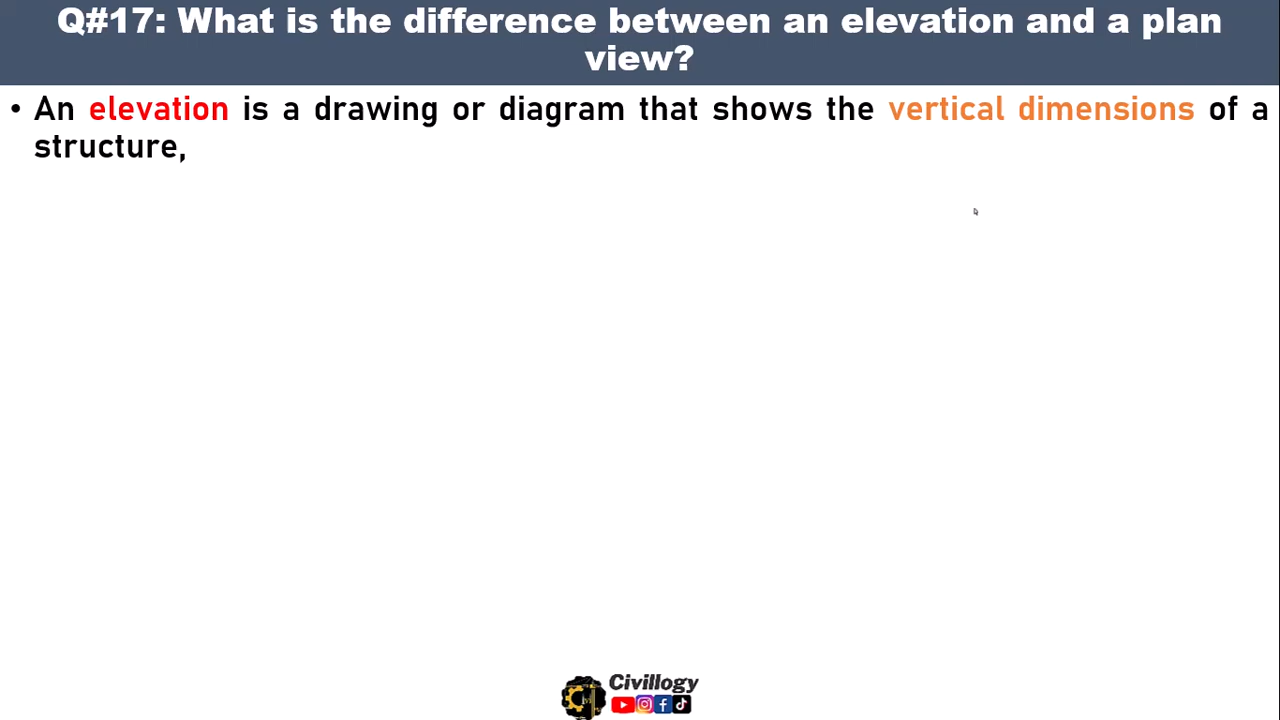 Q#17: What is the difference between an elevation and a plan
view?
• An elevation is a drawing or diagram that shows the vertical dimensions of a
structure,
Civillogy